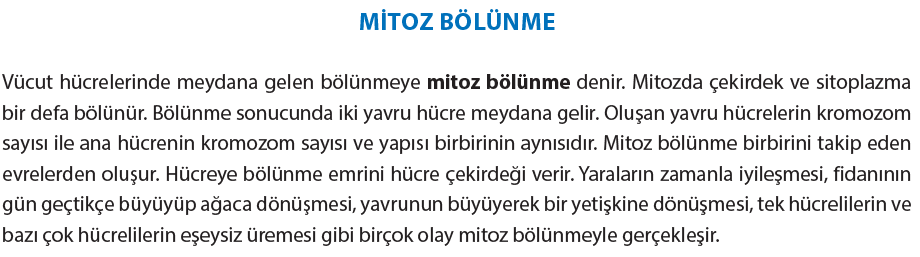 MİTOZ BÖLÜNME
Vücut hücrelerinde meydana gelen bölünmeye mitoz bölünme denir. Mitozda çekirdek ve sitoplazma
bir defa bölünür. Bölünme sonucunda iki yavru hücre meydana gelir. Oluşan yavru hücrelerin kromozom
sayısı ile ana hücrenin kromozom sayısı ve yapısı birbirinin aynısıdır. Mitoz bölünme birbirini takip eden
evrelerden oluşur. Hücreye bölünme emrini hücre çekirdeği verir. Yaraların zamanla iyileşmesi, fidanının
gün geçtikçe büyüyüp ağaca dönüşmesi, yavrunun büyüyerek bir yetişkine dönüşmesi, tek hücrelilerin ve
bazı çok hücrelilerin eşeysiz üremesi gibi birçok olay mitoz bölünmeyle gerçekleşir.